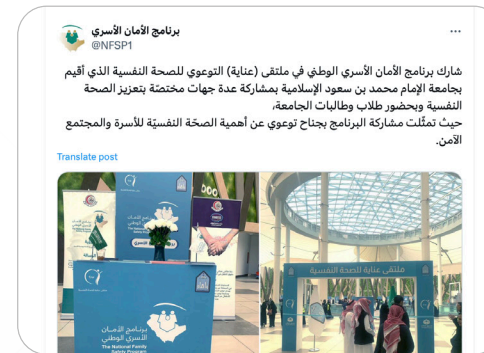 برنامج الأمان الأسري
@NFSP1
شارك برنامج الأمان الأسري الوطني في ملتقى (عناية) التوعوي للصحة النفسية الذي أقيم
بجامعة الإمام محمد بن سعود الإسلامية بمشاركة عدة جهات مختصّة بتعزيز الصحة
النفسية وبحضور طلاب وطالبات الجامعة،
حيث تمثّلت مشاركة البرنامج بجناح توعوي عن أهمية الصحّة النفسيّة للأسرة والمجتمع
الآمن.
Translate post
ملتقى عناية للصحة النفسية
برنامج الأمان
الأسري الوطني
The National Family
Safety Program